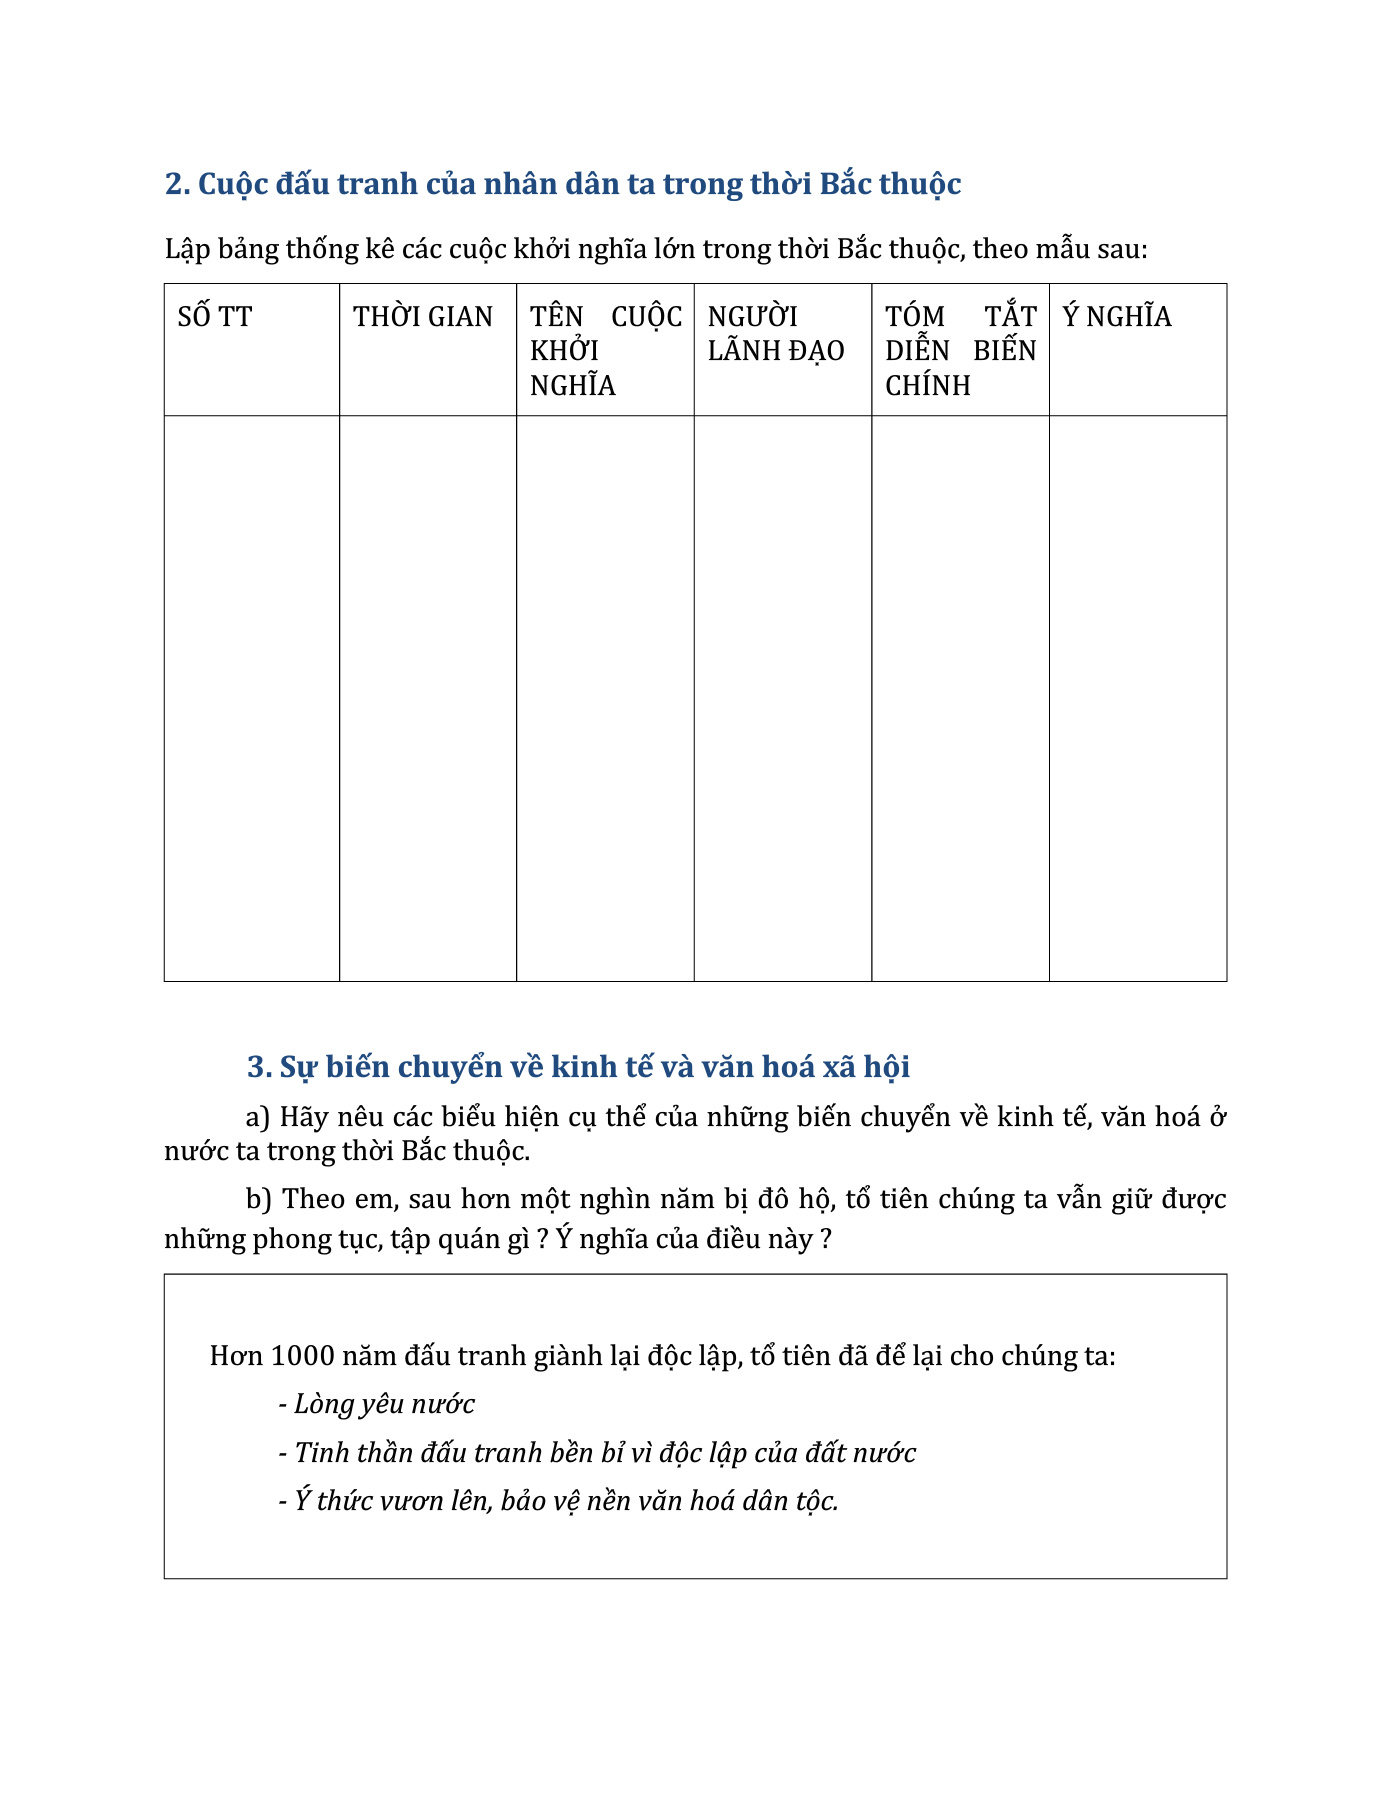 2. Cuộc đấu tranh của nhân dân ta trong thời Bắc thuộc
Lập bảng thống kê các cuộc khởi nghĩa lớn trong thời Bắc thuộc, theo mẫu sau:
SỐ TT
THỜI GIAN
TÊN CUỘC
KHỞI
NGHĨA
NGƯỜI
LÃNH ĐẠO
TÓM TẮT
DIỄN BIẾN
CHÍNH
Ý NGHĨA
3. Sự biến chuyển về kinh tế và văn hoá xã hội
a) Hãy nêu các biểu hiện cụ thể của những biến chuyển về kinh tế, văn hoá ở
nước ta trong thời Bắc thuộc.
b) Theo em, sau hơn một nghìn năm bị đô hộ, tổ tiên chúng ta vẫn giữ được
những phong tục, tập quán gì ? Ý nghĩa của điều này ?
Hơn 1000 năm đấu tranh giành lại độc lập, tổ tiên đã để lại cho chúng ta:
- Lòng yêu nước
- Tinh thần đấu tranh bền bỉ vì độc lập của đất nước
- Ý thức vươn lên, bảo vệ nền văn hoá dân tộc.